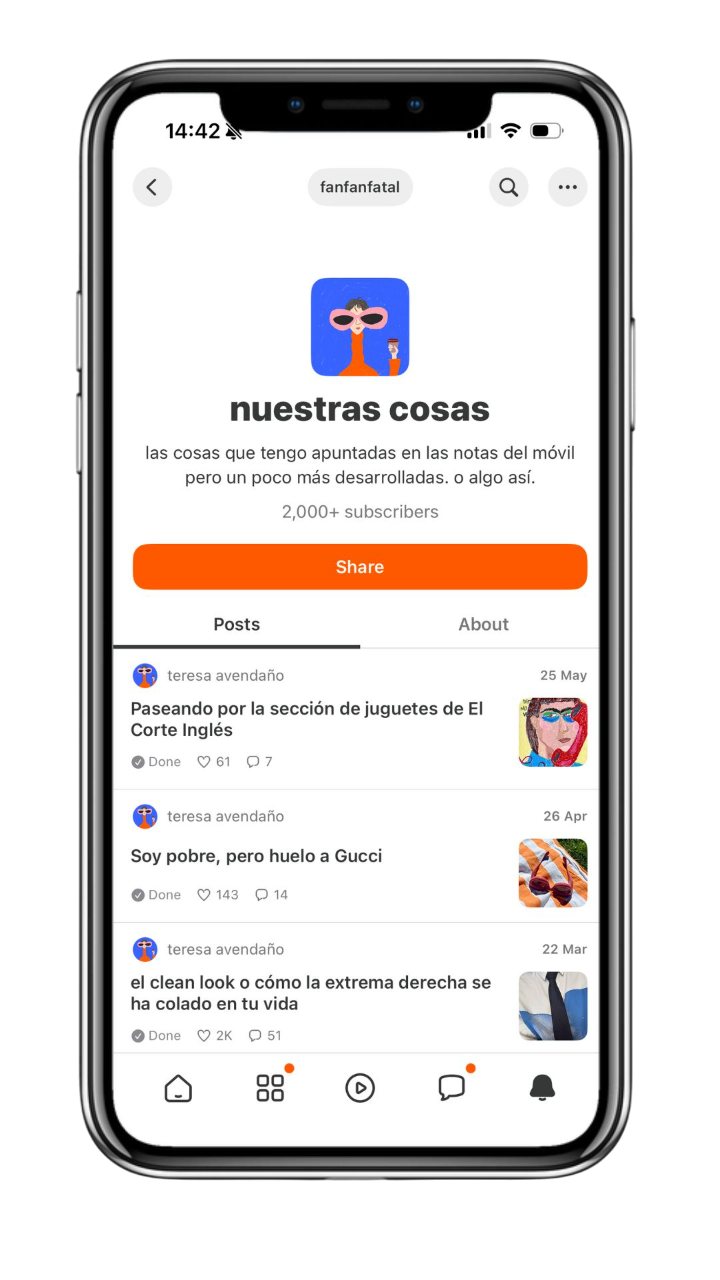 14:42
fanfanfatal
nuestras cosas
las cosas que tengo apuntadas en las notas del móvil
pero un poco más desarrolladas. o algo así.
2,000+ subscribers
Share
Posts
About
teresa avendaño
25 May
Paseando por la sección de juguetes de El
Corte Inglés
Done
61
7
teresa avendaño
26 Apr
Soy pobre, pero huelo a Gucci
Done
143
14
teresa avendaño
22 Mar
el clean look o cómo la extrema derecha se
ha colado en tu vida
Done
2K
51